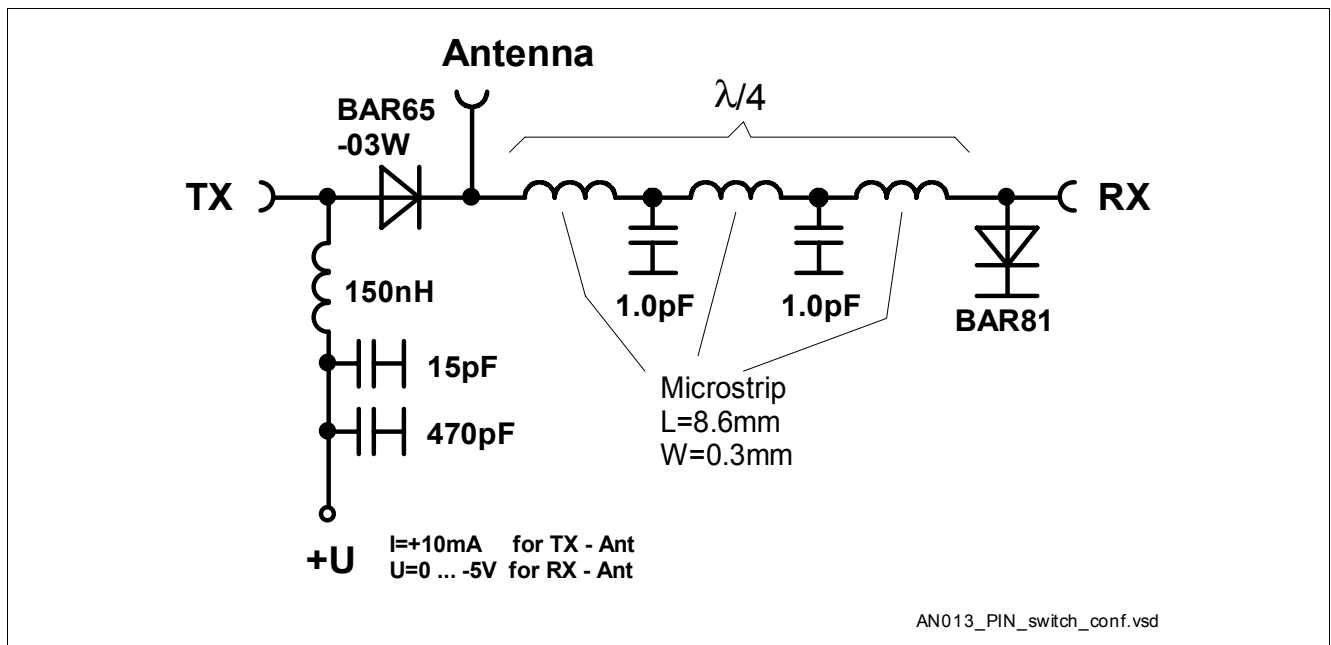 Antenna
λ/4
BAR65
-03W
TX
RX
150nH
1.0pF
1.0pF
BAR81
15pF
470pF
Microstrip
L=8.6mm
W=0.3mm
+U
I=+10mA for TX - Ant
U=0 ... -5V for RX - Ant
AN013_PIN_switch_conf.vsd